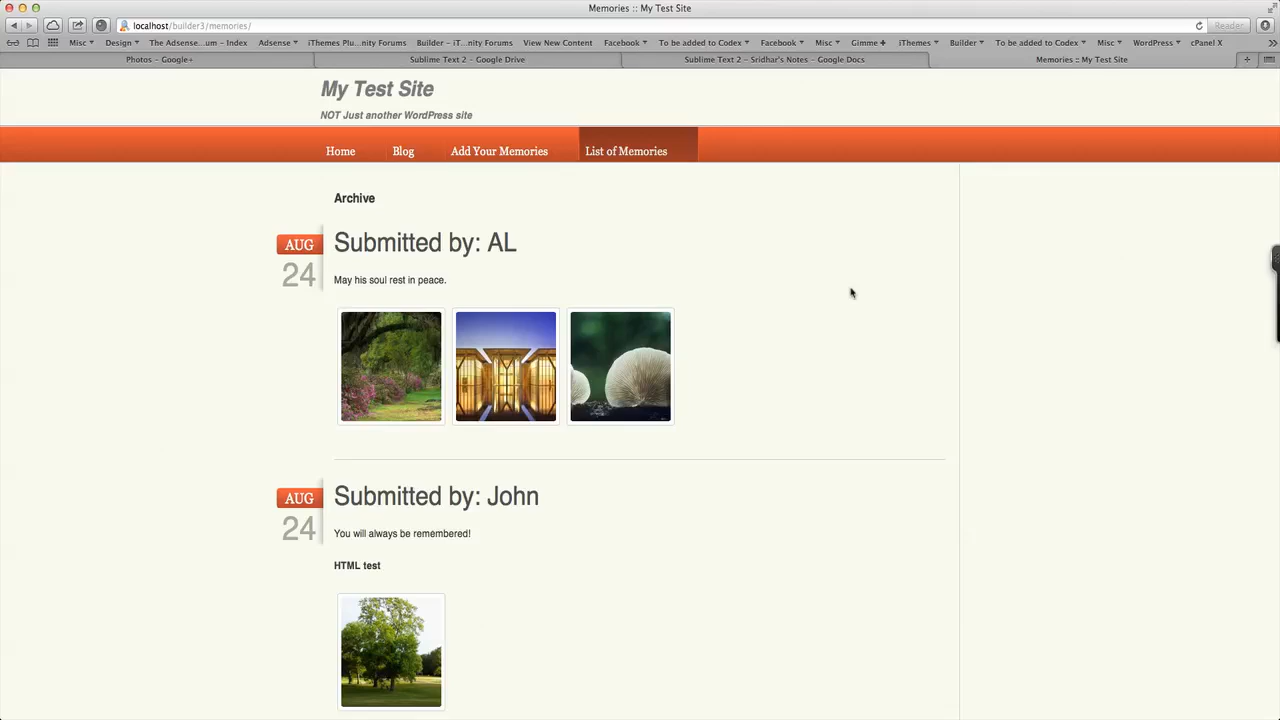 Memories :: My Test Site
localhost/builder3/memories/
Reader
Misc Design The Adsense...um - Index Adsense iThemes Plu...nity Forums Builder - iT...nity Forums View New Content Facebook To be added to Codex Facebook Misc Gimme iThemes Builder To be added to Codex Misc WordPress cPanel X
Photos - Google+
Sublime Text 2 - Google Drive
Sublime Text 2 - Sridhar's Notes - Google Docs
Memories :: My Test Site
My Test Site
NOT Just another WordPress site
Home Blog Add Your Memories List of Memories
Archive
AUG
24
Submitted by: AL
May his soul rest in peace.
AUG
24
Submitted by: John
You will always be remembered!
HTML test